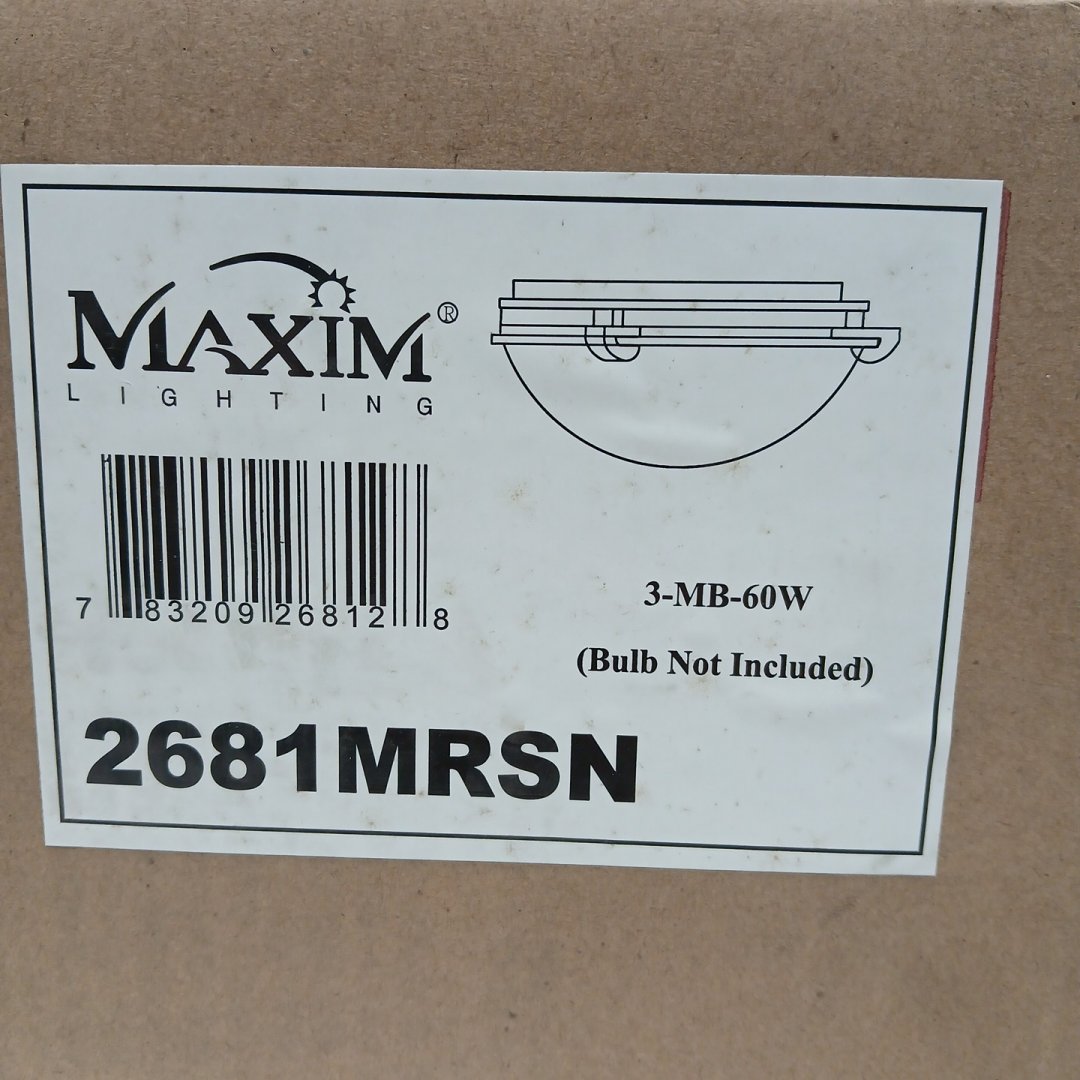 MAXIM®
LIGHTING
7 83209 26812 8
3-MB-60W
(Bulb Not Included)
2681MRSN